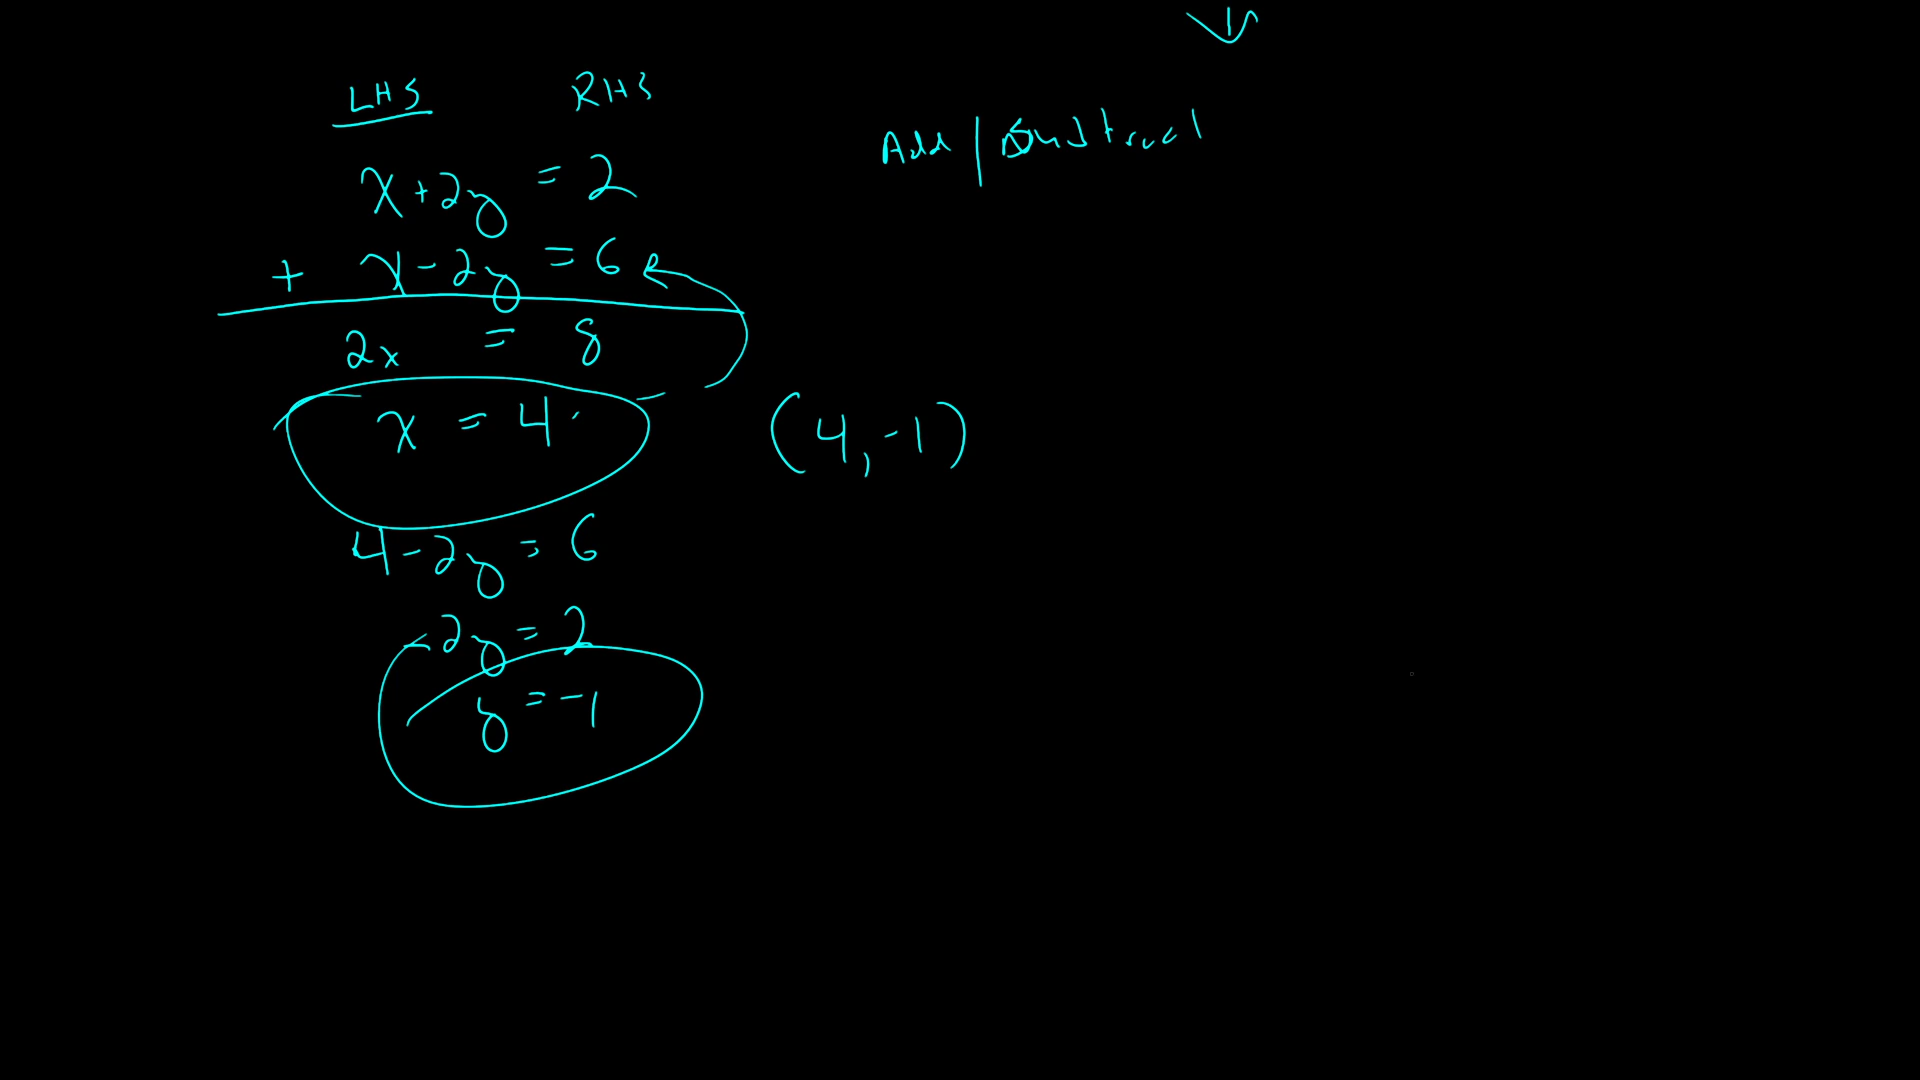 LHS RHS
Add / Subtract
x + 2y = 2
+ x - 2y = 6
2x = 8
x = 4
(4, -1)
4 - 2y = 6
-2y = 2
y = -1